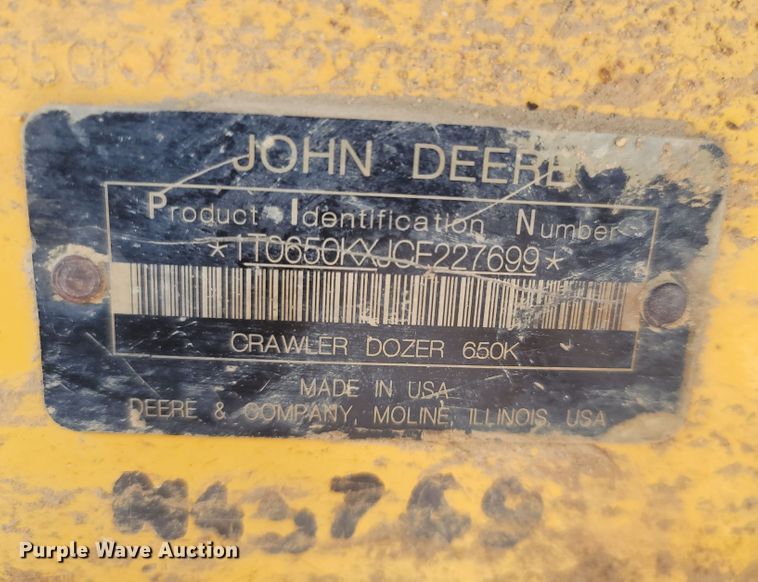 JOHN DEERE
Product Identification Number
*1T0650KXJCE227699*
CRAWLER DOZER 650K
MADE IN USA
DEERE & COMPANY, MOLINE, ILLINOIS, USA
Purple Wave Auction